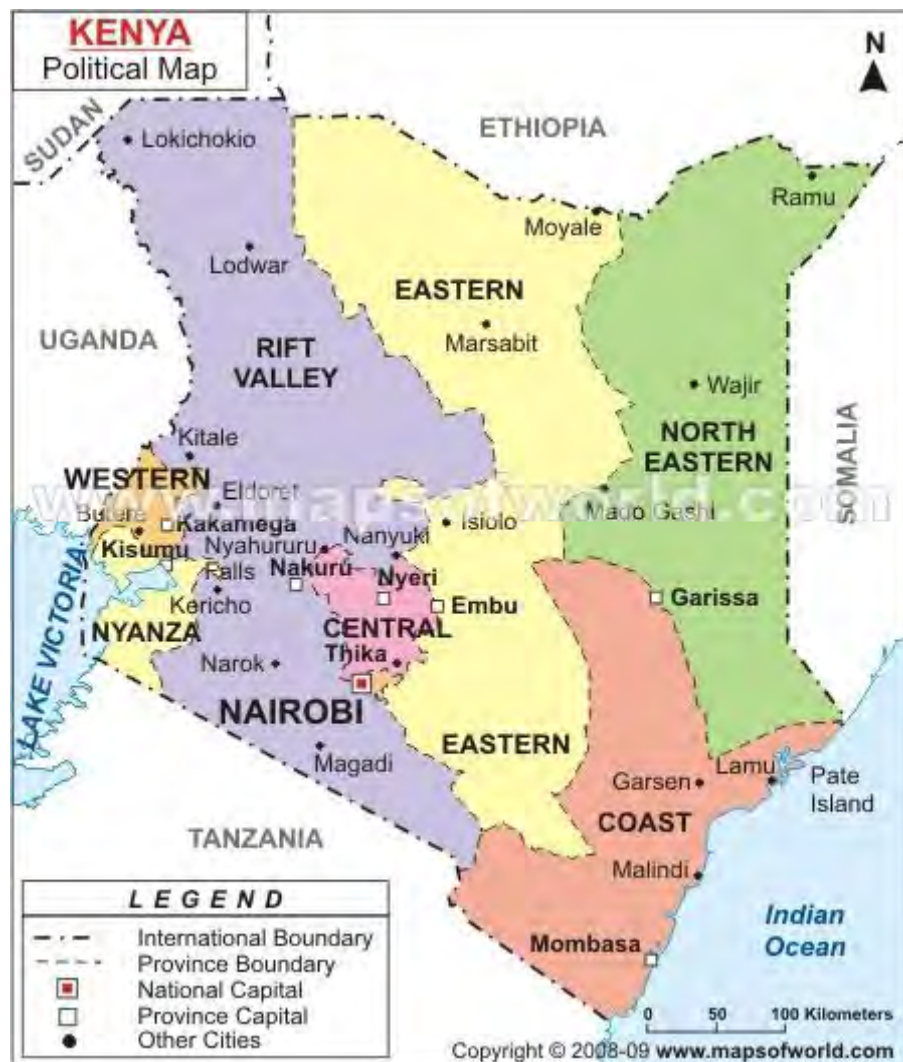 KENYA
Political Map
N
SUDAN
ETHIOPIA
Lokichokio
Ramu
Moyale
Lodwar
EASTERN
Marsabit
UGANDA
RIFT
VALLEY
Wajir
SOMALIA
NORTH
EASTERN
Kitale
WESTERN
www.mapsofworld.com
Eldoret
Butere
Kakamega
Isiolo
Mado Gashi
Kisumu
Nyahururu
Falls
Nanyuki
Nakuru
Nyeri
Kericho
Embu
Garissa
LAKE VICTORIA
NYANZA
CENTRAL
Thika
Narok
NAIROBI
EASTERN
Magadi
Lamu
Pate
Island
Garsen
COAST
TANZANIA
Malindi
Indian
Ocean
Mombasa
LEGEND
International Boundary
Province Boundary
National Capital
Province Capital
Other Cities
0 50 100 Kilometers
Copyright © 2008-09 www.mapsofworld.com